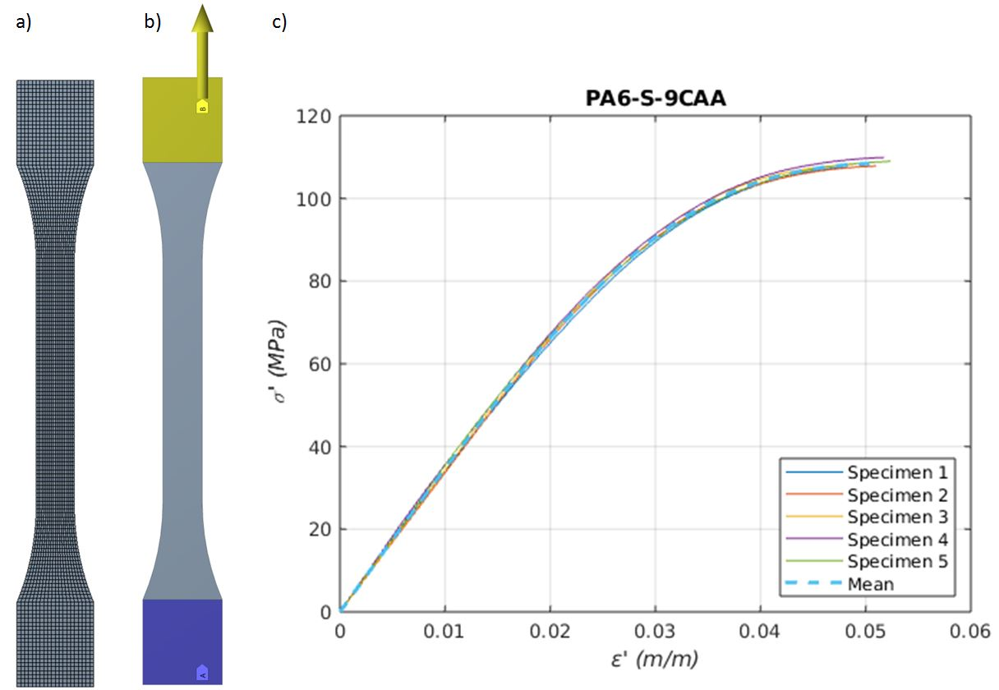 a)
b)
c)
B
A
PA6-S-9CAA
120
100
80
60
40
20
0
σ' (MPa)
0 0.01 0.02 0.03 0.04 0.05 0.06
ε' (m/m)
Specimen 1
Specimen 2
Specimen 3
Specimen 4
Specimen 5
Mean